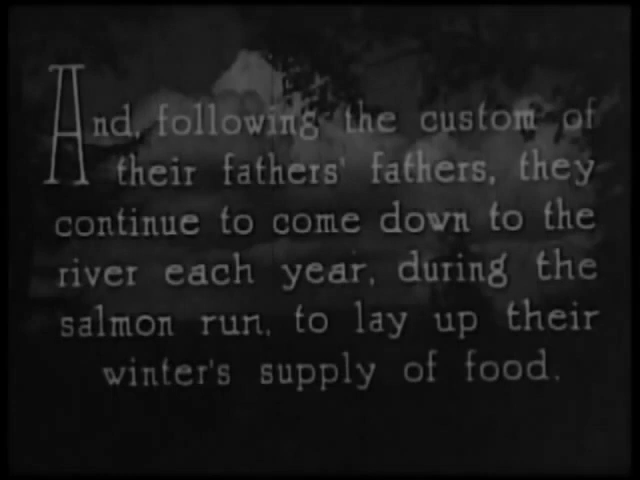 And, following the custom of
their fathers' fathers, they
continue to come down to the
river each year, during the
salmon run, to lay up their
winter's supply of food.